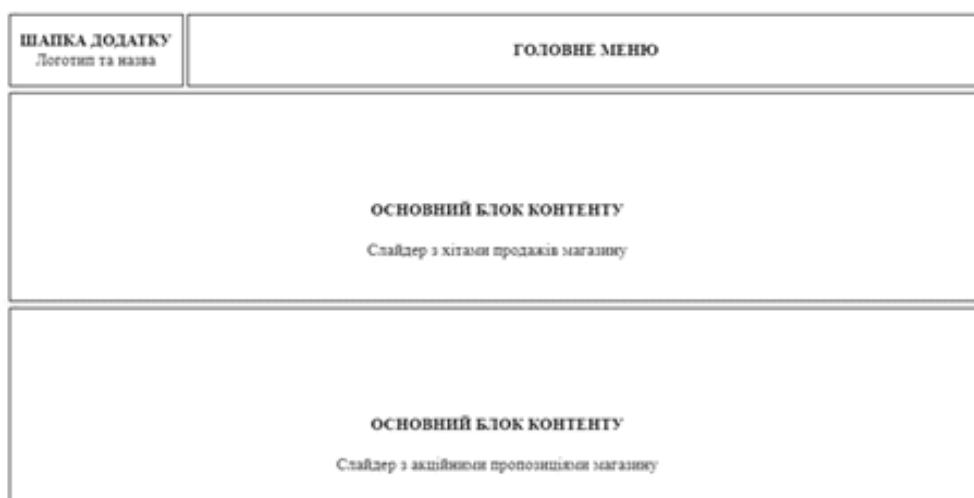 ШАПКА ДОДАТКУ
Логотип та назва
ГОЛОВНЕ МЕНЮ
ОСНОВНИЙ БЛОК КОНТЕНТУ
Слайдер з хітами продажів магазину
ОСНОВНИЙ БЛОК КОНТЕНТУ
Слайдер з акційними пропозиціями магазину